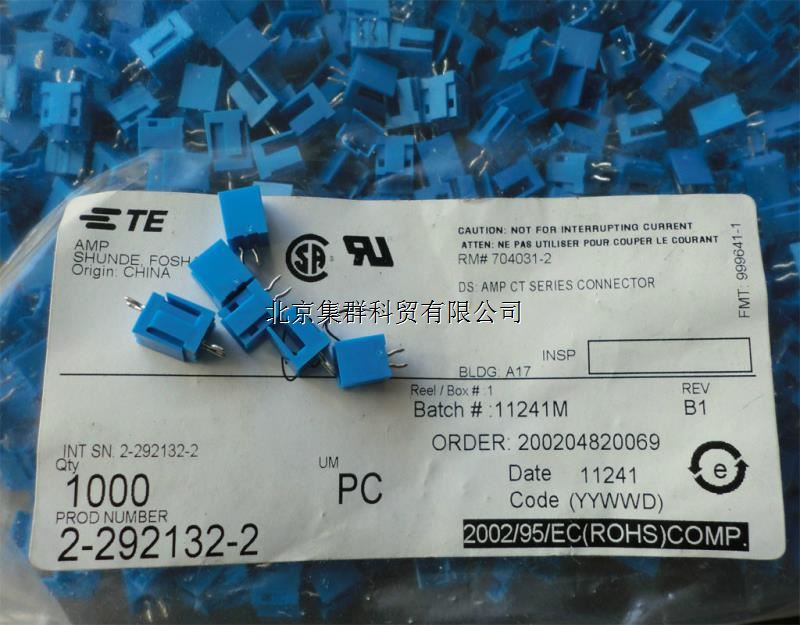 TE
AMP
SHUNDE, FOSH
Origin: CHINA
CAUTION: NOT FOR INTERRUPTING CURRENT
ATTEN: NE PAS UTILISER POUR COUPER LE COURANT
RM# 704031-2
DS: AMP CT SERIES CONNECTOR
FMT: 999641-1
北京集群科贸有限公司
INSP
BLDG: A17
Reel / Box # :1
REV
Batch # :11241M
B1
INT SN: 2-292132-2
ORDER: 200204820069
Qty
UM
1000
PC
Date 11241
Code (YYWWD)
e
PROD NUMBER
2-292132-2
2002/95/EC(ROHS)COMP.